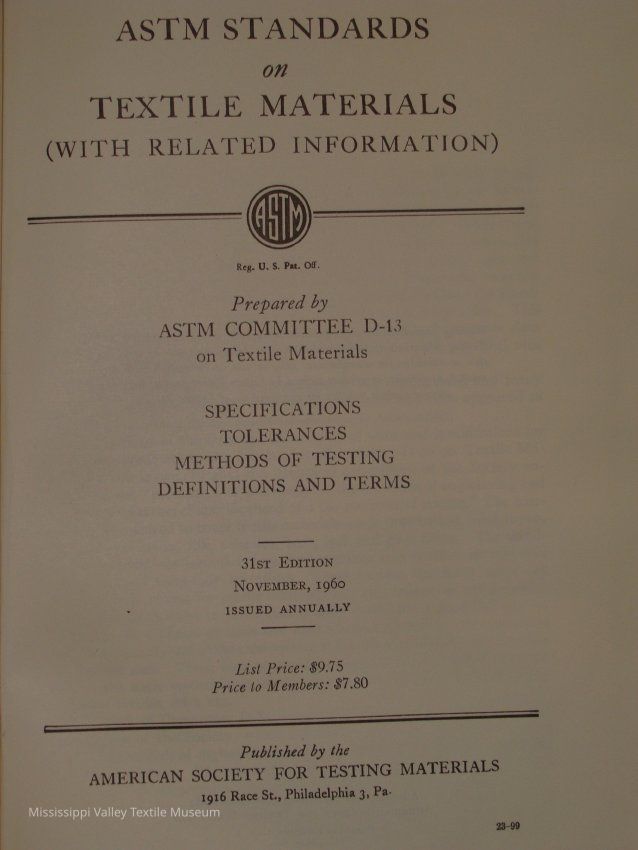 ASTM STANDARDS
on
TEXTILE MATERIALS
(WITH RELATED INFORMATION)
ASTM
Reg. U. S. Pat. Off.
Prepared by
ASTM COMMITTEE D-13
on Textile Materials
SPECIFICATIONS
TOLERANCES
METHODS OF TESTING
DEFINITIONS AND TERMS
31ST EDITION
NOVEMBER, 1960
ISSUED ANNUALLY
List Price: $9.75
Price to Members: $7.80
Published by the
AMERICAN SOCIETY FOR TESTING MATERIALS
1916 Race St., Philadelphia 3, Pa.
Mississippi Valley Textile Museum
23-99